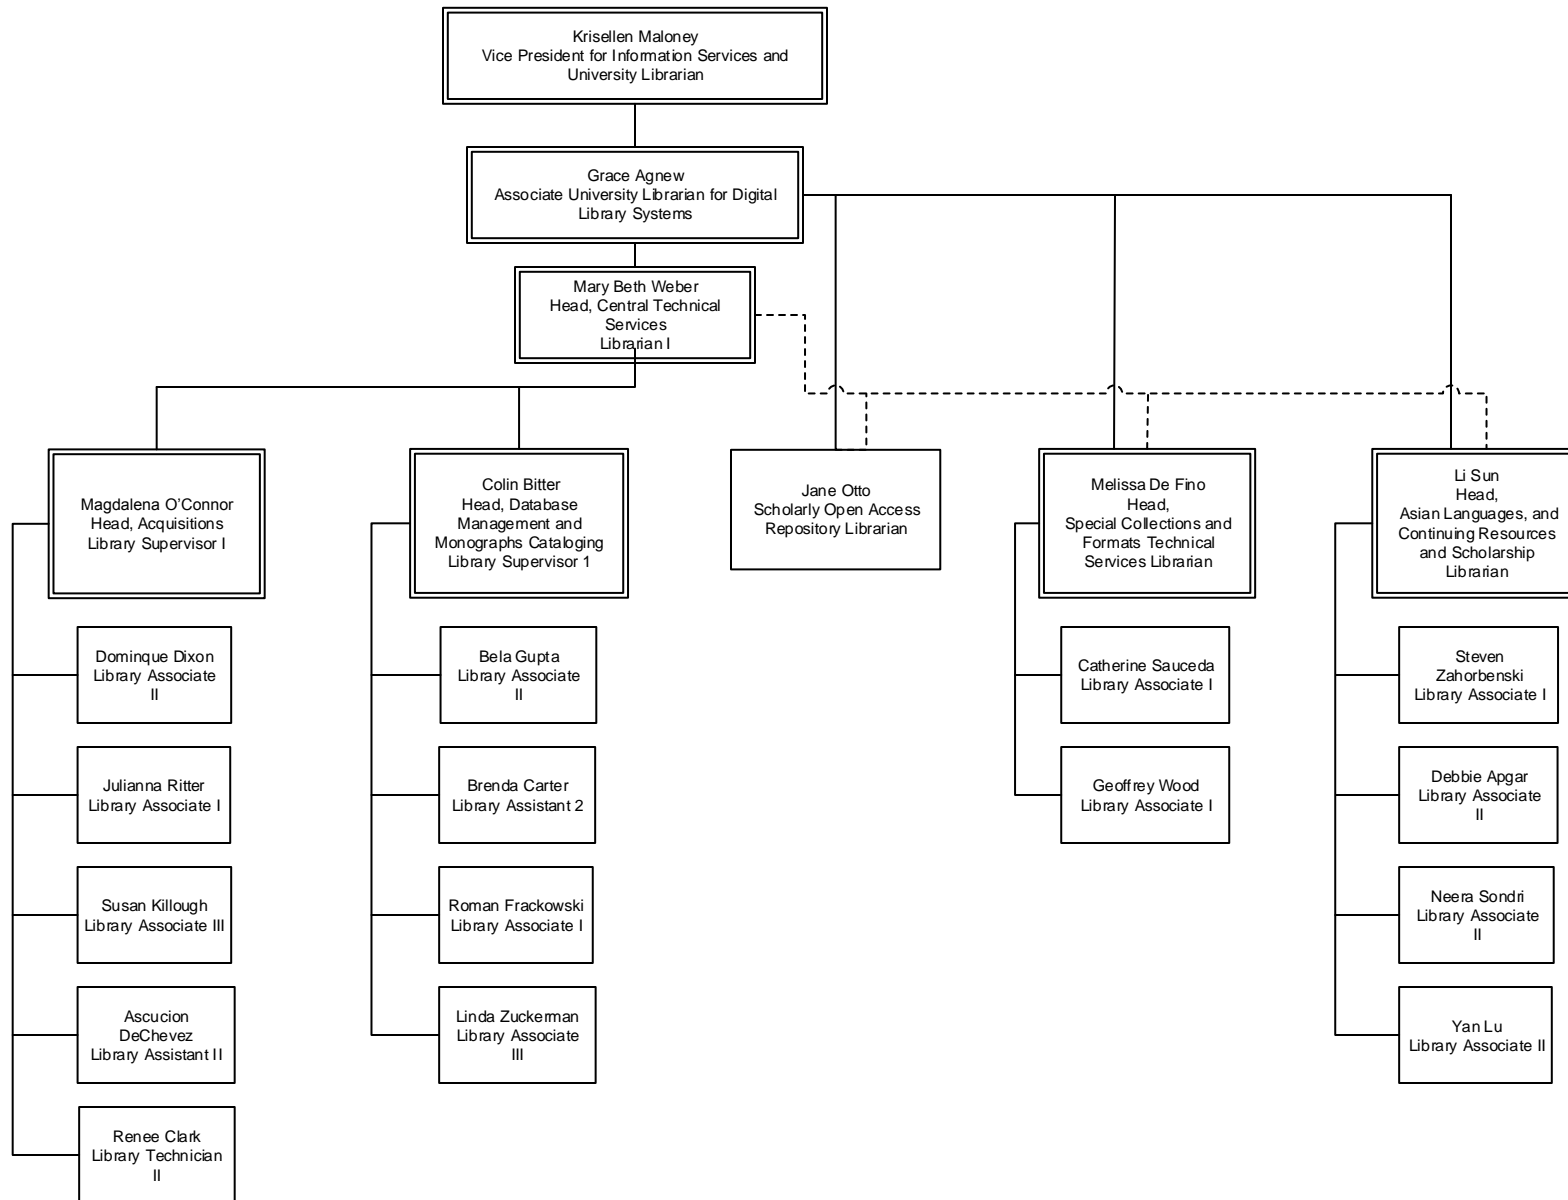 Krisellen Maloney
Vice President for Information Services and
University Librarian
Grace Agnew
Associate University Librarian for Digital
Library Systems
Mary Beth Weber
Head, Central Technical
Services
Librarian I
Magdalena O’Connor
Head, Acquisitions
Library Supervisor I
Colin Bitter
Head, Database
Management and
Monographs Cataloging
Library Supervisor 1
Jane Otto
Scholarly Open Access
Repository Librarian
Melissa De Fino
Head,
Special Collections and
Formats Technical
Services Librarian
Li Sun
Head,
Asian Languages, and
Continuing Resources
and Scholarship
Librarian
Dominque Dixon
Library Associate
II
Julianna Ritter
Library Associate I
Susan Killough
Library Associate III
Ascucion
DeChevez
Library Assistant II
Renee Clark
Library Technician
II
Bela Gupta
Library Associate
II
Brenda Carter
Library Assistant 2
Roman Frackowski
Library Associate I
Linda Zuckerman
Library Associate
III
Catherine Sauceda
Library Associate I
Geoffrey Wood
Library Associate I
Steven
Zahorbenski
Library Associate I
Debbie Apgar
Library Associate
II
Neera Sondri
Library Associate
II
Yan Lu
Library Associate II